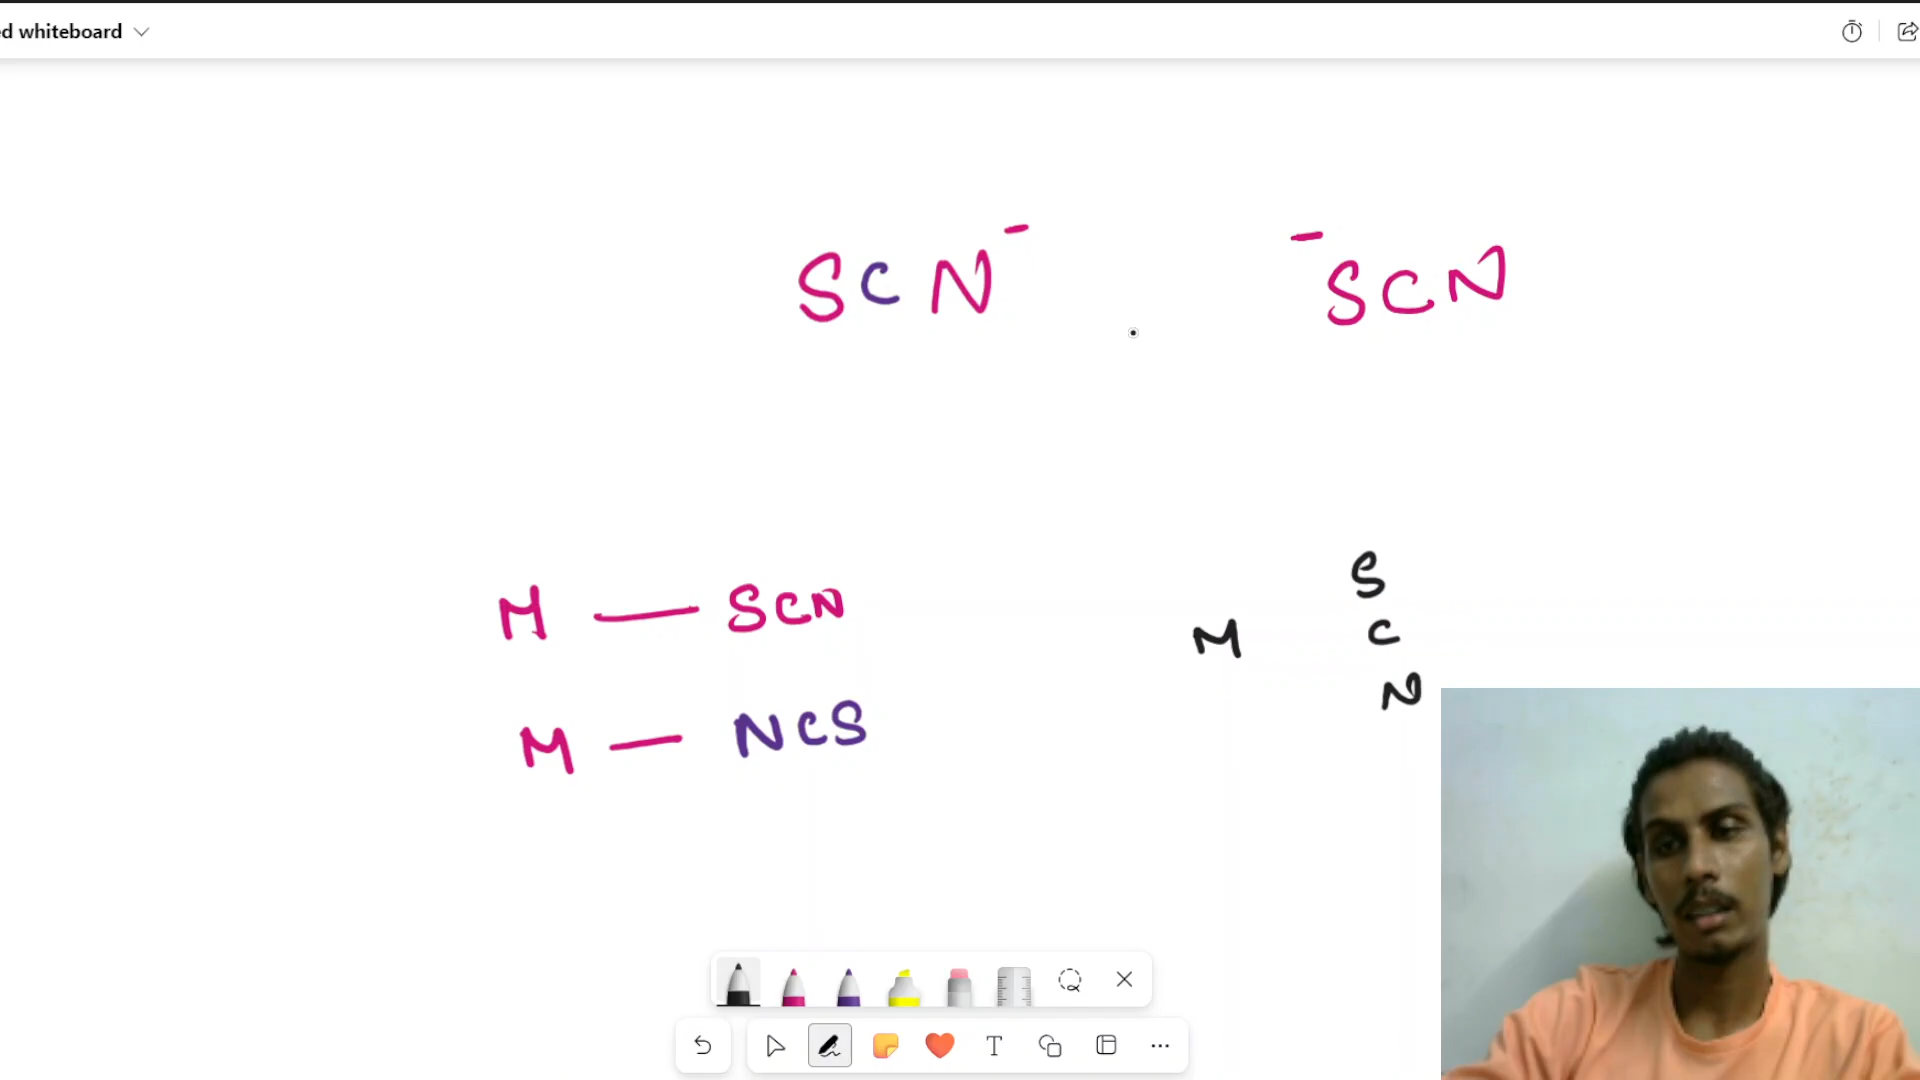 d whiteboard
SCN⁻ ⁻SCN
M — SCN
M — NCS
S
C
M
N
T